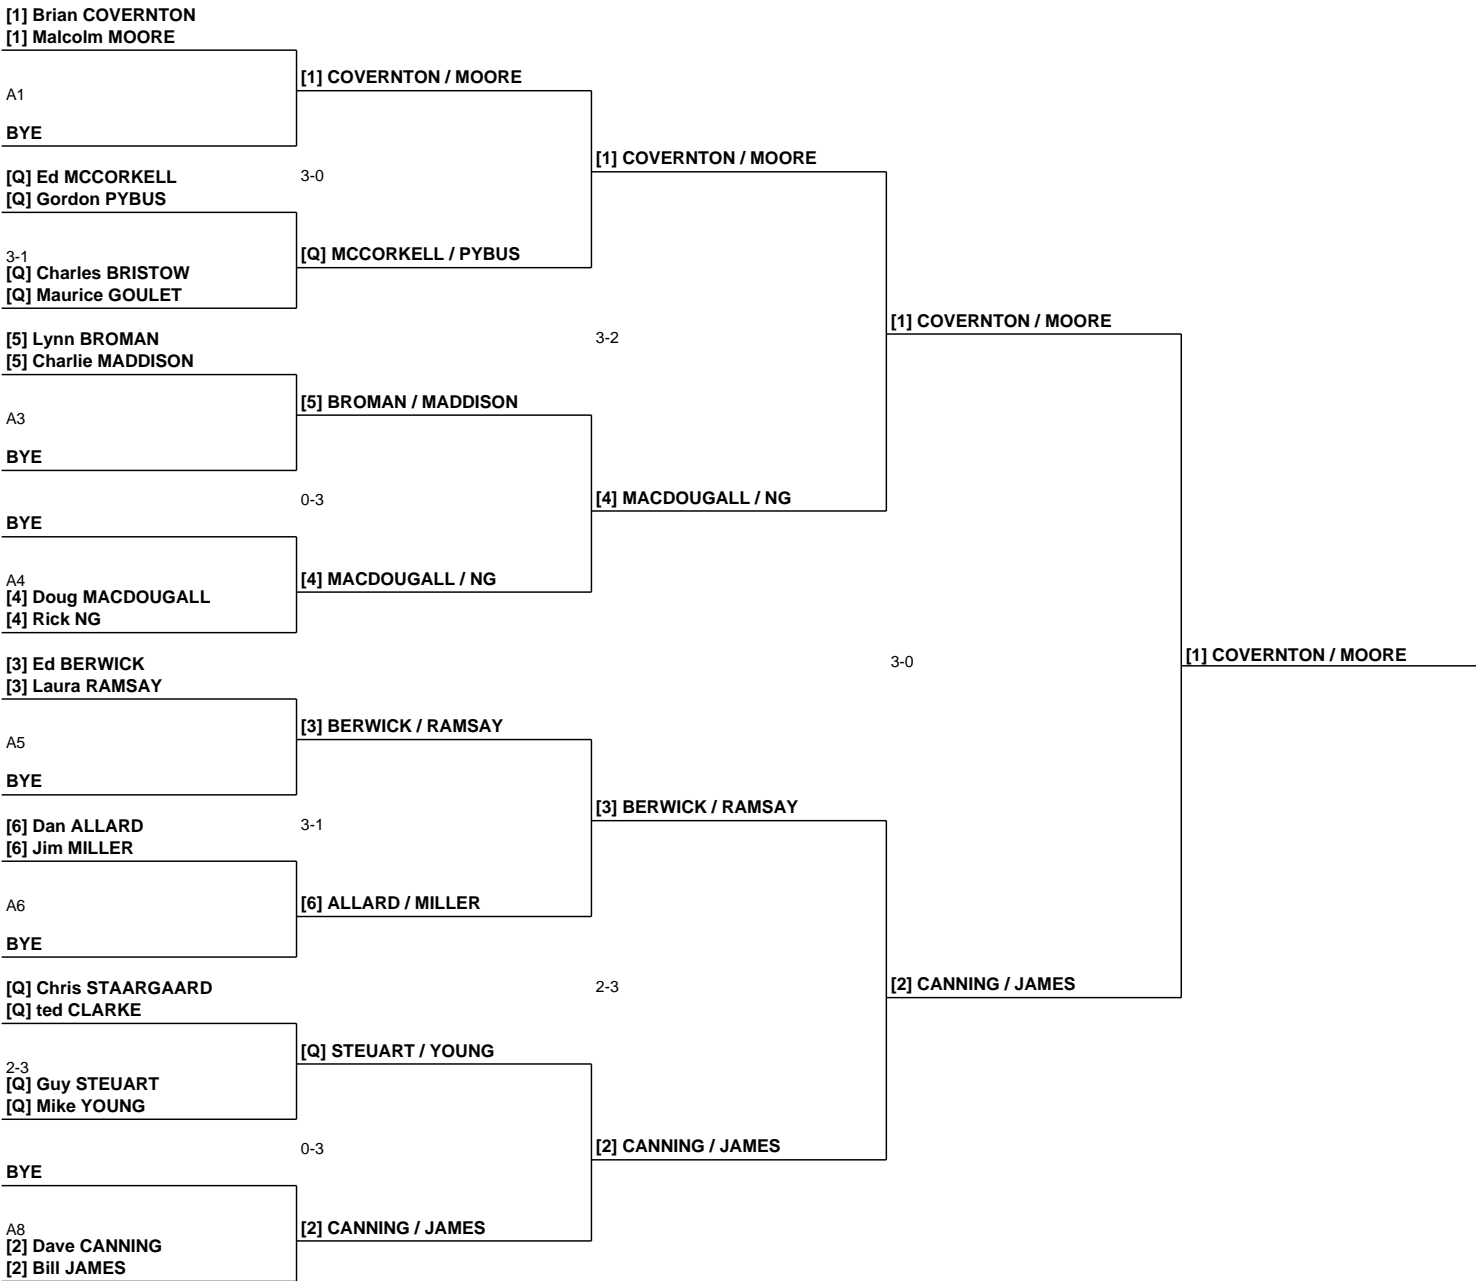 [1] Brian COVERNTON
[1] Malcolm MOORE
[1] COVERNTON / MOORE
A1
BYE
[1] COVERNTON / MOORE
[Q] Ed MCCORKELL
3-0
[Q] Gordon PYBUS
3-1
[Q] MCCORKELL / PYBUS
[Q] Charles BRISTOW
[Q] Maurice GOULET
[1] COVERNTON / MOORE
[5] Lynn BROMAN
3-2
[5] Charlie MADDISON
[5] BROMAN / MADDISON
A3
BYE
0-3
[4] MACDOUGALL / NG
BYE
A4
[4] MACDOUGALL / NG
[4] Doug MACDOUGALL
[4] Rick NG
[3] Ed BERWICK
3-0
[1] COVERNTON / MOORE
[3] Laura RAMSAY
[3] BERWICK / RAMSAY
A5
BYE
[3] BERWICK / RAMSAY
[6] Dan ALLARD
3-1
[6] Jim MILLER
A6
[6] ALLARD / MILLER
BYE
[Q] Chris STAARGAARD
2-3
[2] CANNING / JAMES
[Q] ted CLARKE
[Q] STEUART / YOUNG
2-3
[Q] Guy STEUART
[Q] Mike YOUNG
0-3
[2] CANNING / JAMES
BYE
A8
[2] CANNING / JAMES
[2] Dave CANNING
[2] Bill JAMES